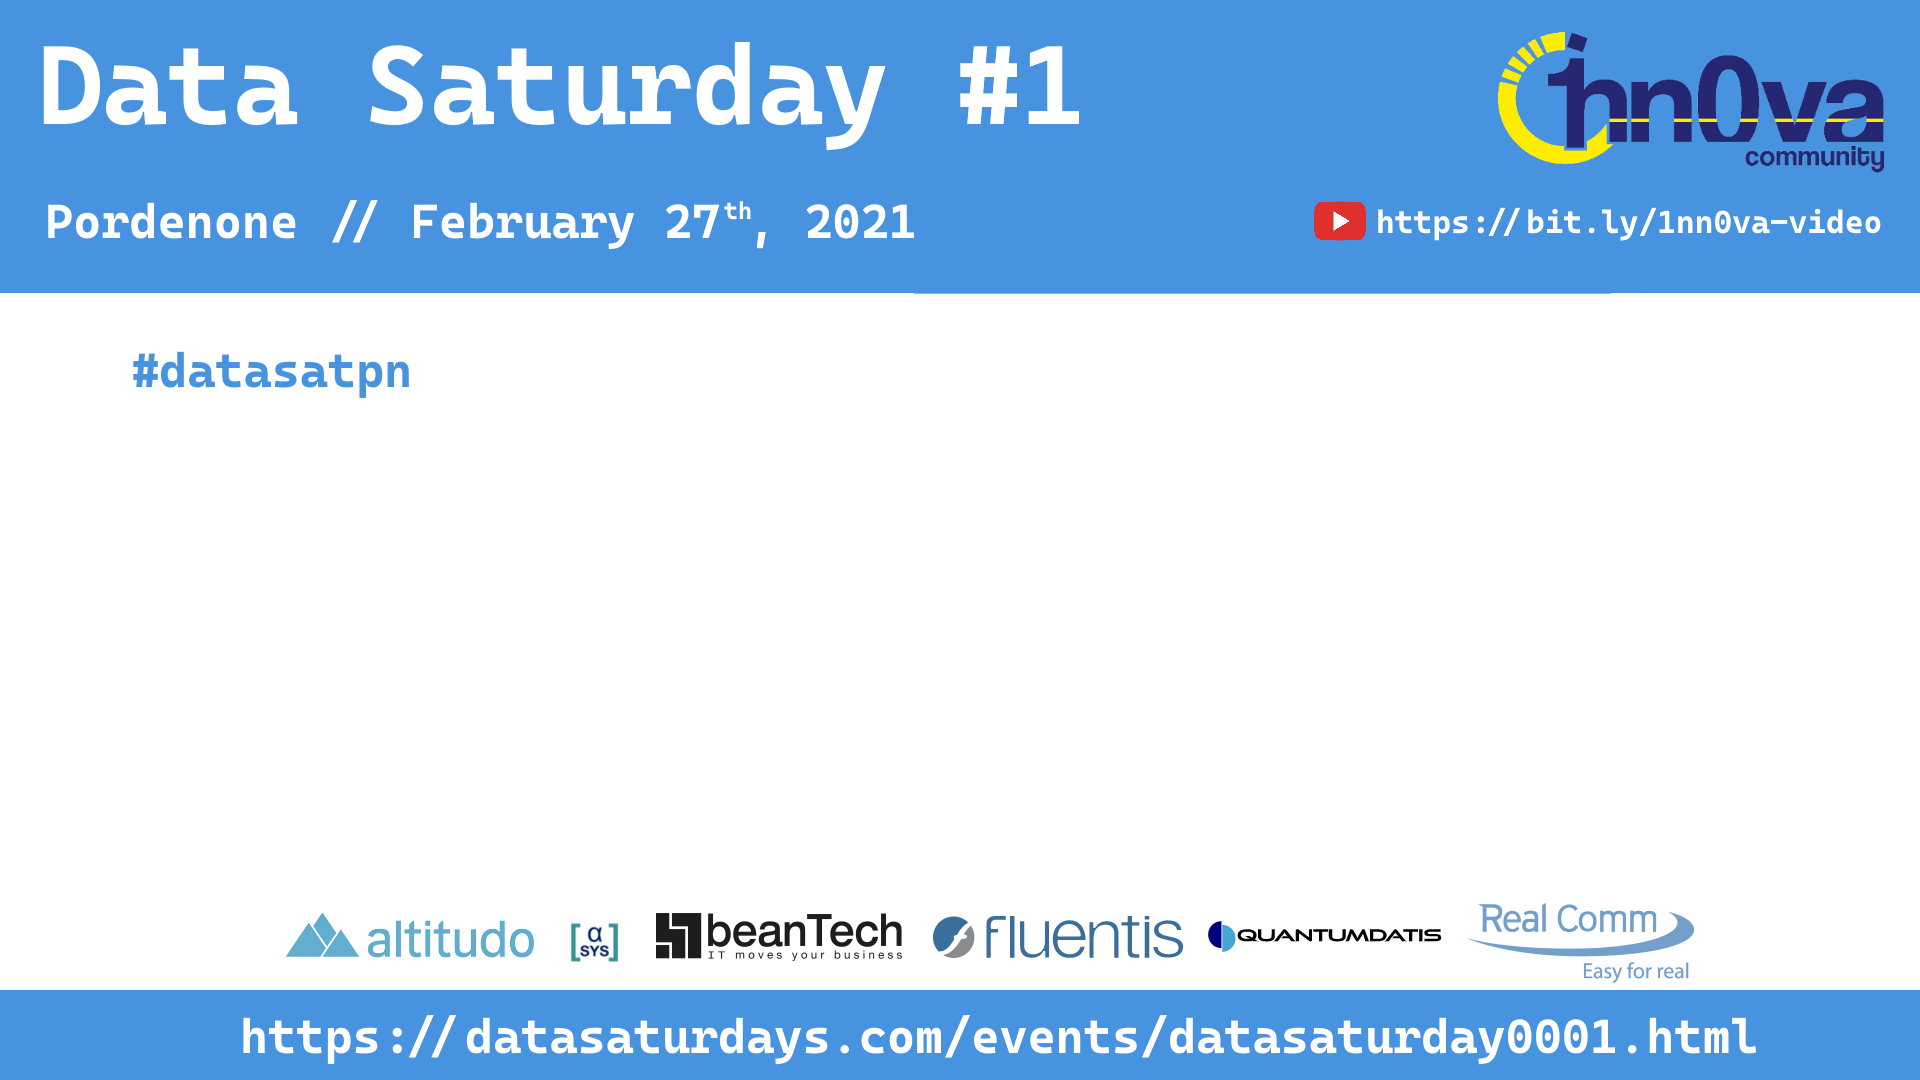 Data Saturday #1
1nn0va
community
Pordenone // February 27th, 2021
https://bit.ly/1nn0va-video
#datasatpn
altitudo
[α SYS]
beanTech
IT moves your business
fluentis
QUANTUMDATIS
Real Comm
Easy for real
https://datasaturdays.com/events/datasaturday0001.html